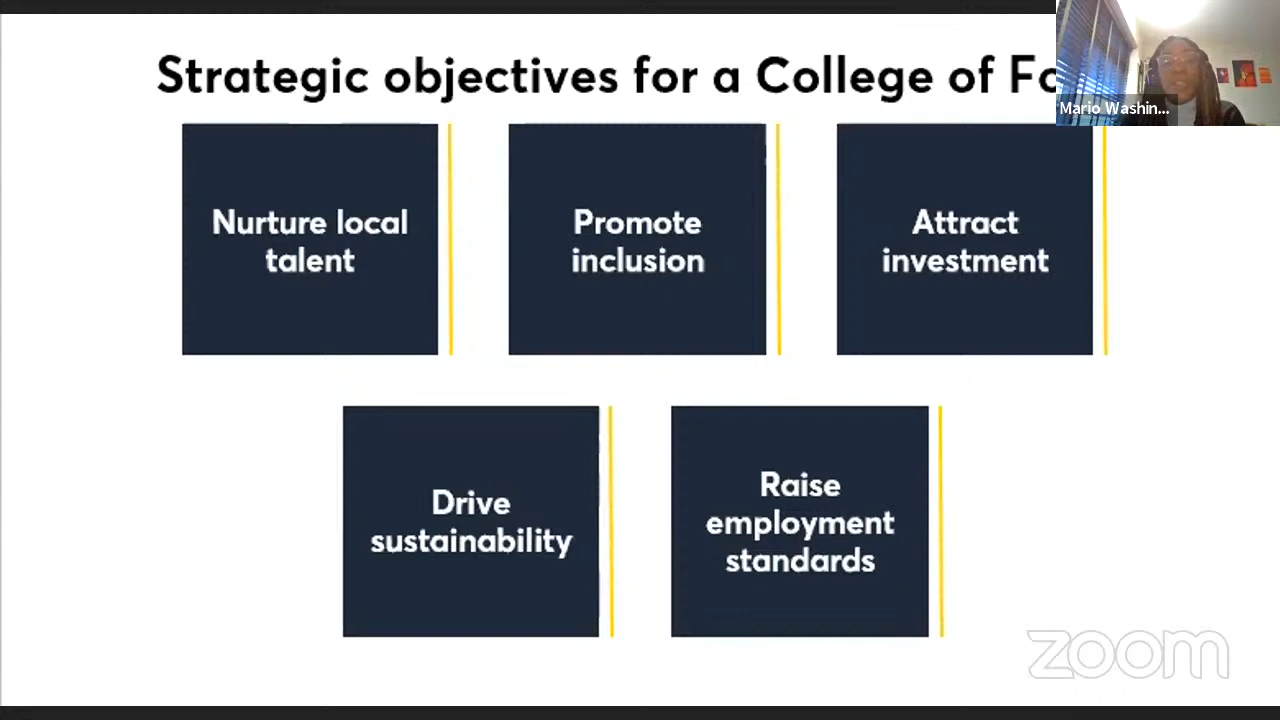 Strategic objectives for a College of
Mario Washin...
Nurture local
talent
Promote
inclusion
Attract
investment
Drive
sustainability
Raise
employment
standards
zoom